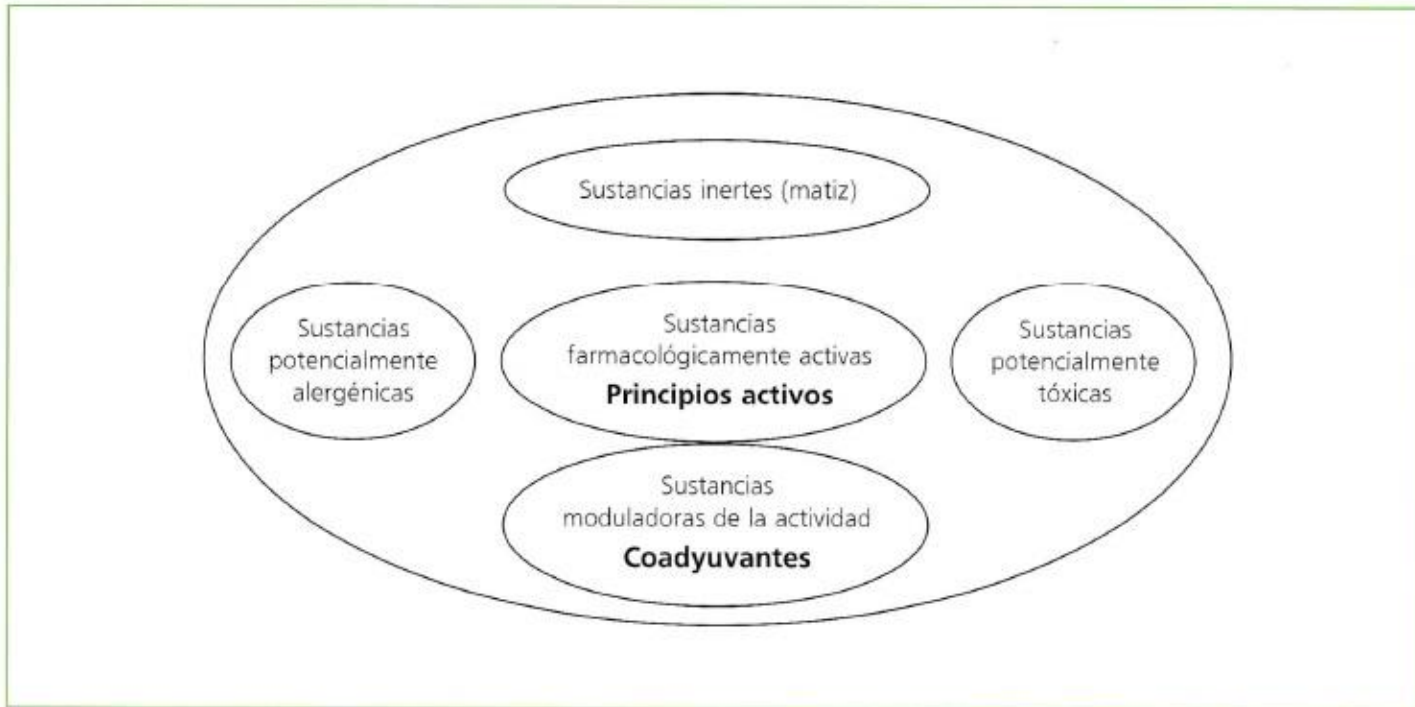 Sustancias inertes (matiz)
Sustancias
potencialmente
alergénicas
Sustancias
farmacológicamente activas
Principios activos
Sustancias
potencialmente
tóxicas
Sustancias
moduladoras de la actividad
Coadyuvantes